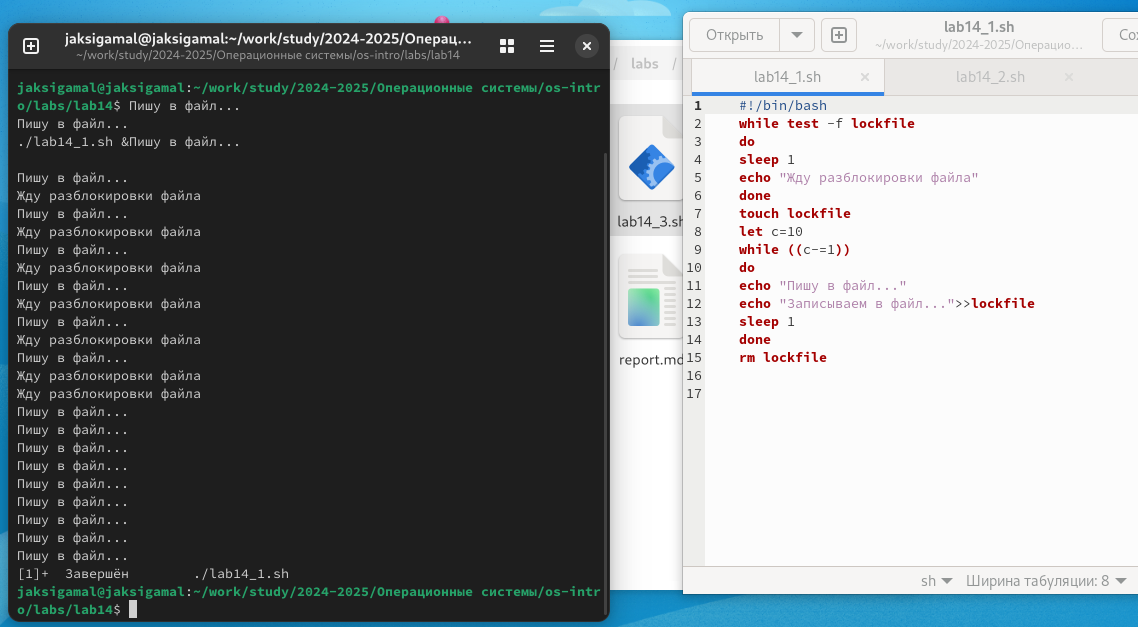 jaksigamal@jaksigamal:~/work/study/2024-2025/Операц...
~/work/study/2024-2025/Операционные системы/os-intro/labs/lab14
jaksigamal@jaksigamal:~/work/study/2024-2025/Операционные системы/os-intr
o/labs/lab14$ Пишу в файл...
Пишу в файл...
./lab14_1.sh &Пишу в файл...
Пишу в файл...
Жду разблокировки файла
Пишу в файл...
Жду разблокировки файла
Пишу в файл...
Жду разблокировки файла
Пишу в файл...
Жду разблокировки файла
Пишу в файл...
Жду разблокировки файла
Пишу в файл...
Жду разблокировки файла
Жду разблокировки файла
Пишу в файл...
Пишу в файл...
Пишу в файл...
Пишу в файл...
Пишу в файл...
Пишу в файл...
Пишу в файл...
Пишу в файл...
Пишу в файл...
[1]+  Завершён        ./lab14_1.sh
jaksigamal@jaksigamal:~/work/study/2024-2025/Операционные системы/os-intr
o/labs/lab14$
/ labs /
lab14_3.sh
report.md
Открыть
lab14_1.sh
~/work/study/2024-2025/Операцио...
Со
lab14_1.sh ×
lab14_2.sh ×
1 #!/bin/bash
2 while test -f lockfile
3 do
4 sleep 1
5 echo "Жду разблокировки файла"
6 done
7 touch lockfile
8 let c=10
9 while ((c-=1))
10 do
11 echo "Пишу в файл..."
12 echo "Записываем в файл...">>lockfile
13 sleep 1
14 done
15 rm lockfile
16
17
sh Ширина табуляции: 8